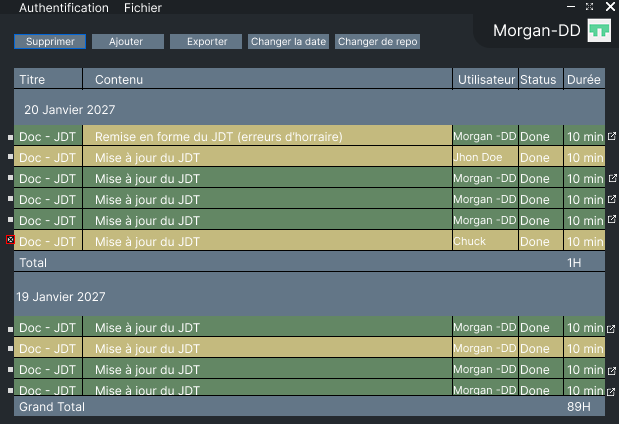 Authentification Fichier
Morgan-DD
Supprimer Ajouter Exporter Changer la date Changer de repo
Titre Contenu Utilisateur Status Durée
20 Janvier 2027
Doc - JDT Remise en forme du JDT (erreurs d'horraire) Morgan -DD Done 10 min
Doc - JDT Mise à jour du JDT Jhon Doe Done 10 min
Doc - JDT Mise à jour du JDT Morgan -DD Done 10 min
Doc - JDT Mise à jour du JDT Morgan -DD Done 10 min
Doc - JDT Mise à jour du JDT Morgan -DD Done 10 min
Doc - JDT Mise à jour du JDT Chuck Done 10 min
Total 1H
19 Janvier 2027
Doc - JDT Mise à jour du JDT Morgan -DD Done 10 min
Doc - JDT Mise à jour du JDT Morgan -DD Done 10 min
Doc - JDT Mise à jour du JDT Morgan -DD Done 10 min
Doc - JDT Mise à jour du JDT Morgan -DD Done 10 min
Grand Total 89H